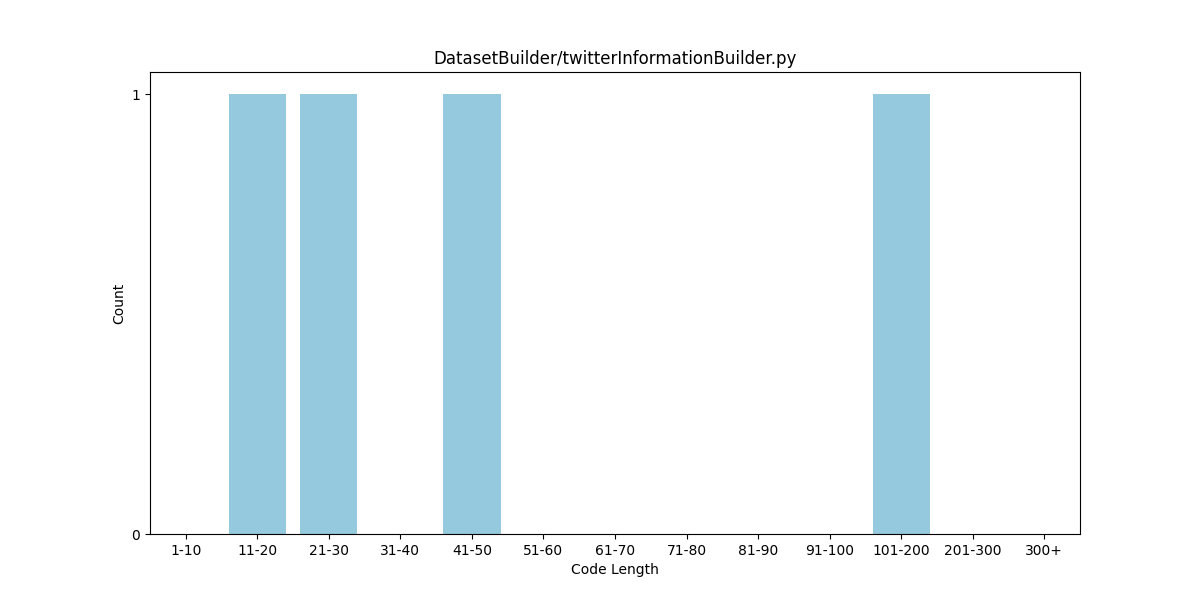 DatasetBuilder/twitterInformationBuilder.py
1
Count
0
1-10 11-20 21-30 31-40 41-50 51-60 61-70 71-80 81-90 91-100 101-200 201-300 300+
Code Length